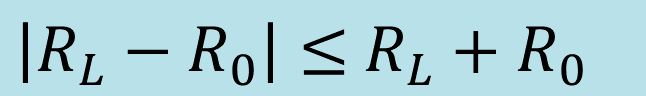 |R_L − R_0| ≤ R_L + R_0